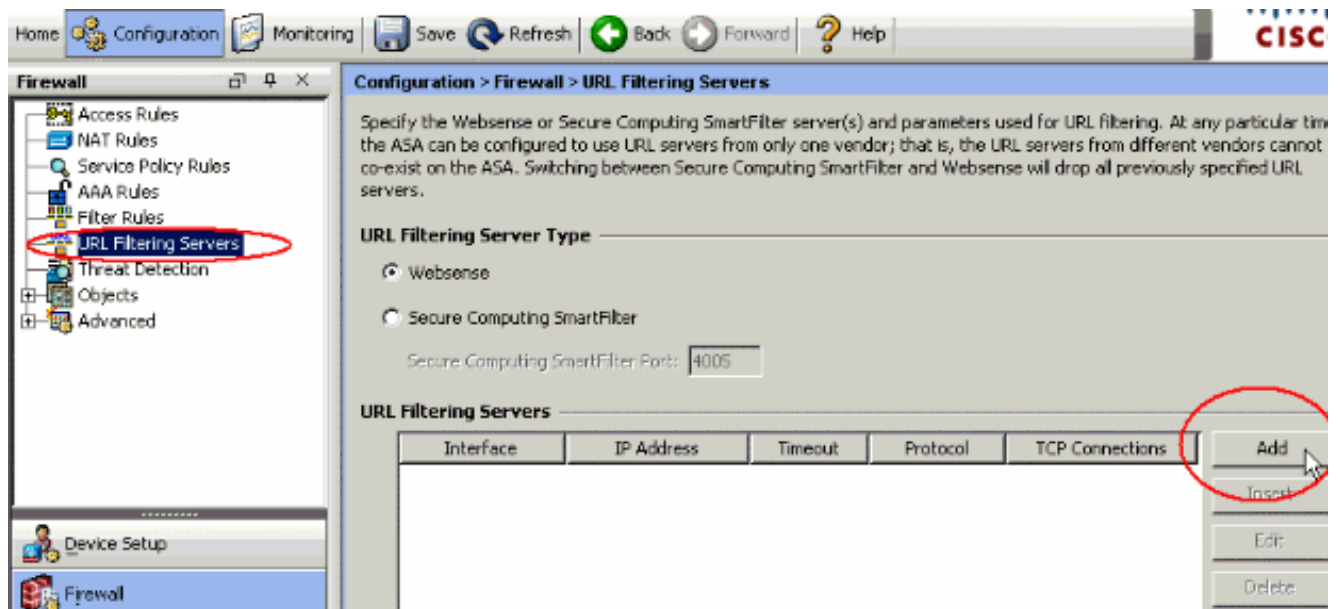 Home Configuration Monitoring Save Refresh Back Forward Help
CISC
Firewall
Access Rules
NAT Rules
Service Policy Rules
AAA Rules
Filter Rules
URL Filtering Servers
Threat Detection
Objects
Advanced
Device Setup
Firewall
Configuration > Firewall > URL Filtering Servers
Specify the Websense or Secure Computing SmartFilter server(s) and parameters used for URL filtering. At any particular time
the ASA can be configured to use URL servers from only one vendor; that is, the URL servers from different vendors cannot
co-exist on the ASA. Switching between Secure Computing SmartFilter and Websense will drop all previously specified URL
servers.
URL Filtering Server Type
Websense
Secure Computing SmartFilter
Secure Computing SmartFilter Port: 4005
URL Filtering Servers
Interface IP Address Timeout Protocol TCP Connections
Add
Insert
Edit
Delete